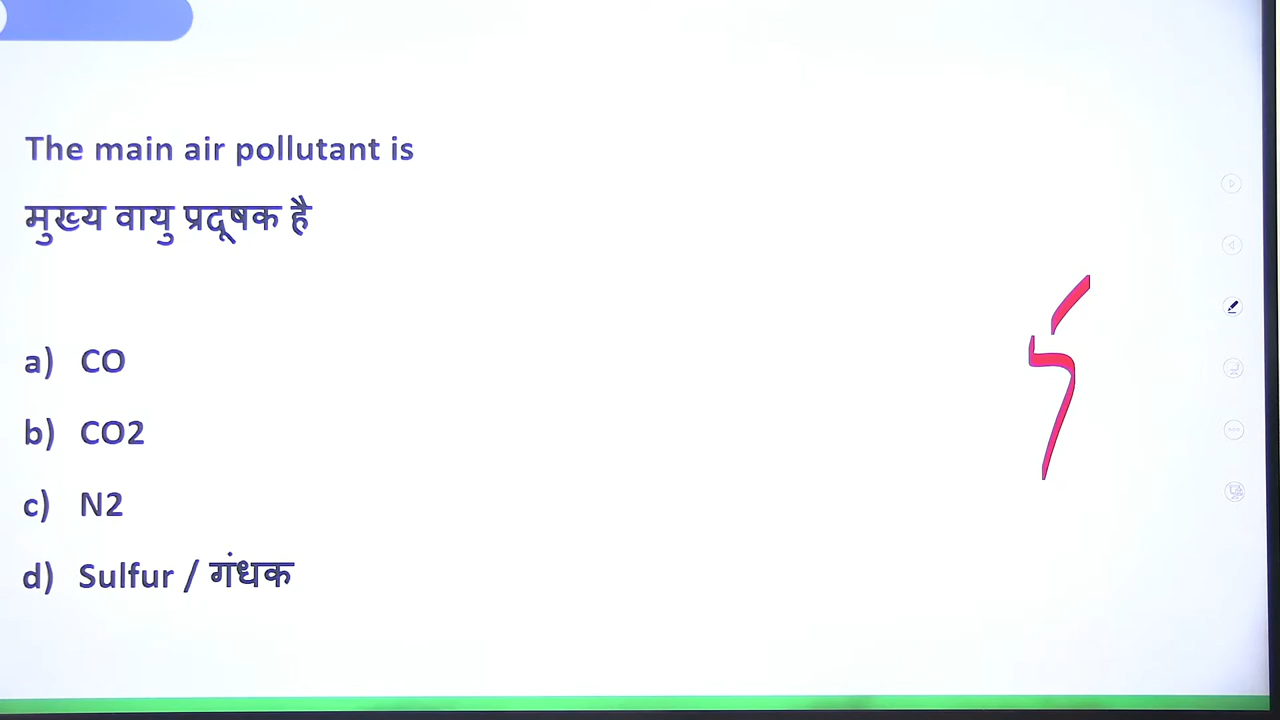 The main air pollutant is
मुख्य वायु प्रदूषक है
a) CO
b) CO2
c) N2
d) Sulfur / गंधक